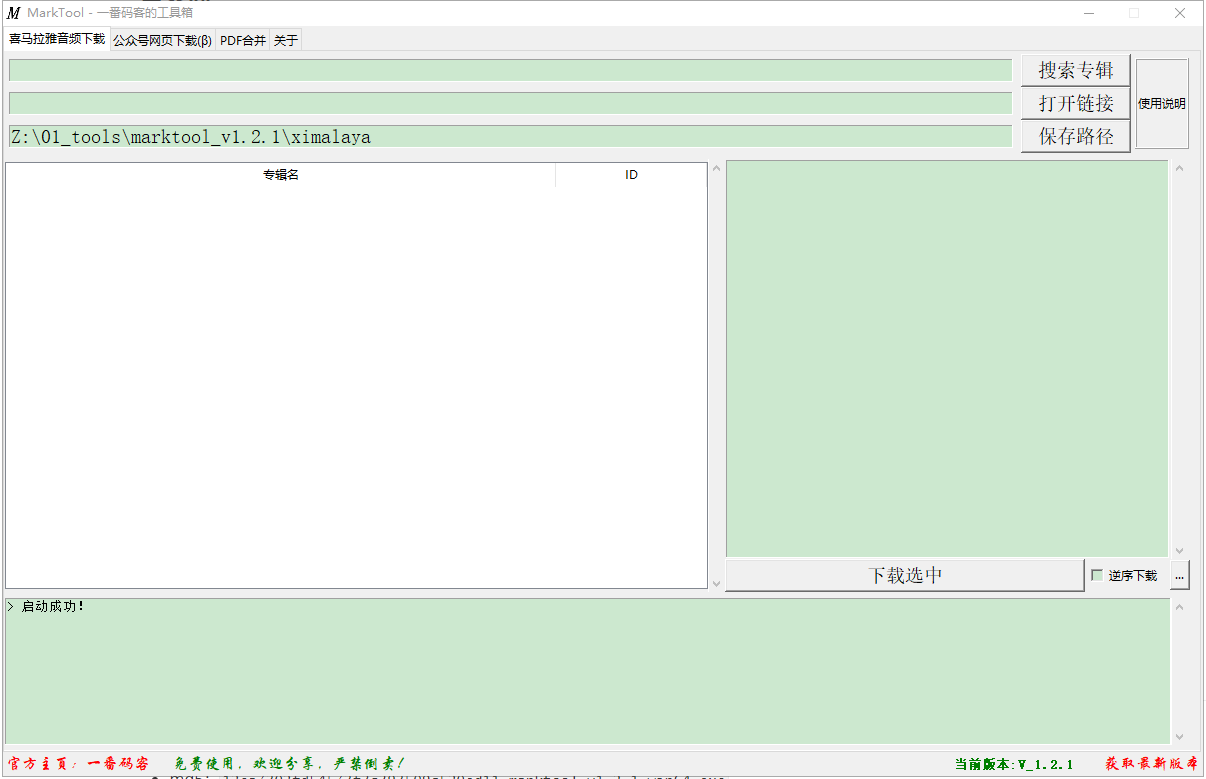 MarkTool - 一番码客的工具箱
喜马拉雅音频下载 公众号网页下载(β) PDF合并 关于
搜索专辑
打开链接
使用说明
Z:\01_tools\marktool_v1.2.1\ximalaya
保存路径
专辑名 ID
下载选中 逆序下载 ...
> 启动成功!
官方主页: 一番码客 免费使用, 欢迎分享, 严禁倒卖! 当前版本:V_1.2.1 获取最新版本